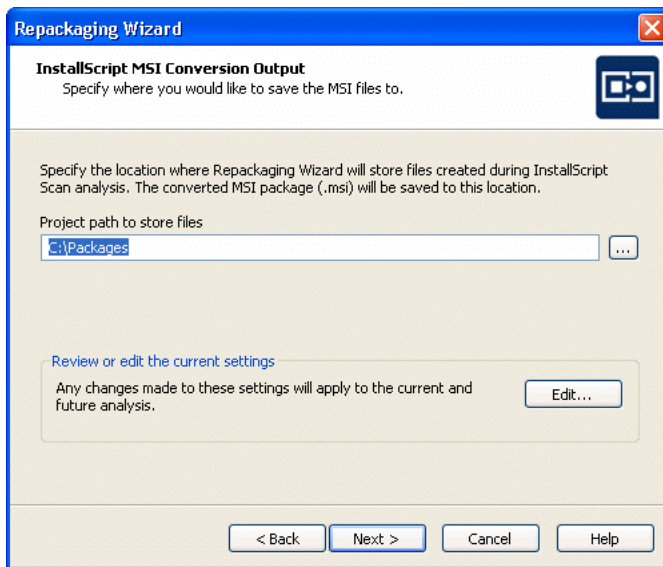 Repackaging Wizard
InstallScript MSI Conversion Output
Specify where you would like to save the MSI files to.
Specify the location where Repackaging Wizard will store files created during InstallScript
Scan analysis. The converted MSI package (.msi) will be saved to this location.
Project path to store files
C:\Packages
...
Review or edit the current settings
Any changes made to these settings will apply to the current and
future analysis.
Edit...
< Back
Next >
Cancel
Help